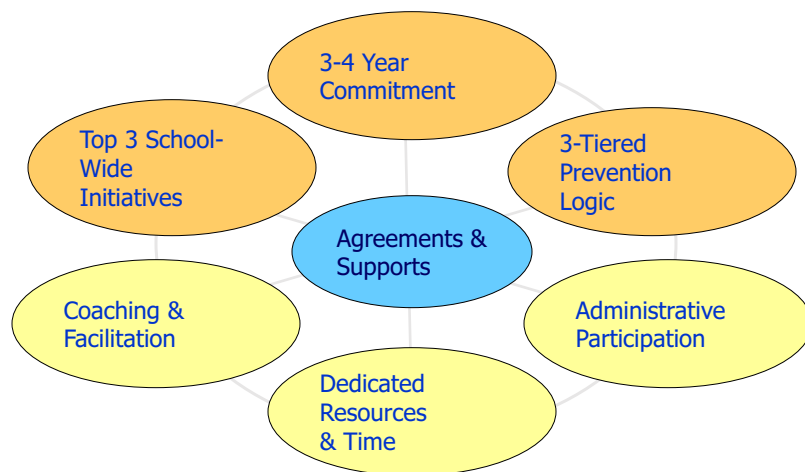 3-4 Year
Commitment
Top 3 School-
Wide
Initiatives
3-Tiered
Prevention
Logic
Agreements &
Supports
Coaching &
Facilitation
Administrative
Participation
Dedicated
Resources
& Time